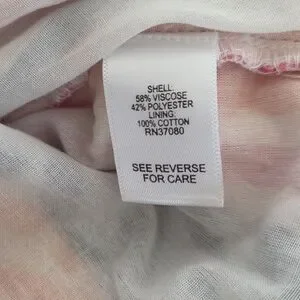 SHELL:
58% VISCOSE
42% POLYESTER
LINING:
100% COTTON
RN37080
SEE REVERSE
FOR CARE